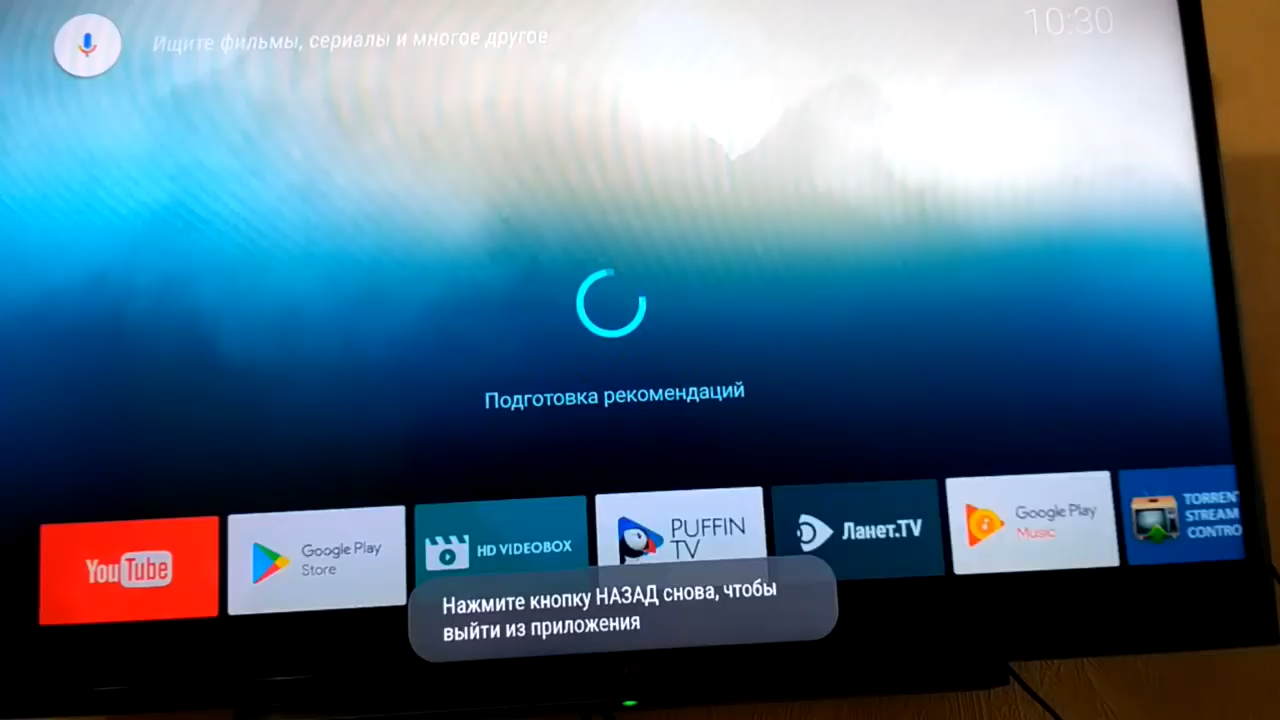 Ищите фильмы, сериалы и многое другое
10:30
Подготовка рекомендаций
YouTube
Google Play
Store
HD VIDEOBOX
PUFFIN
TV
Ланет.TV
Google Play
Music
TORRENT
STREAM
CONTRO
Нажмите кнопку НАЗАД снова, чтобы
выйти из приложения